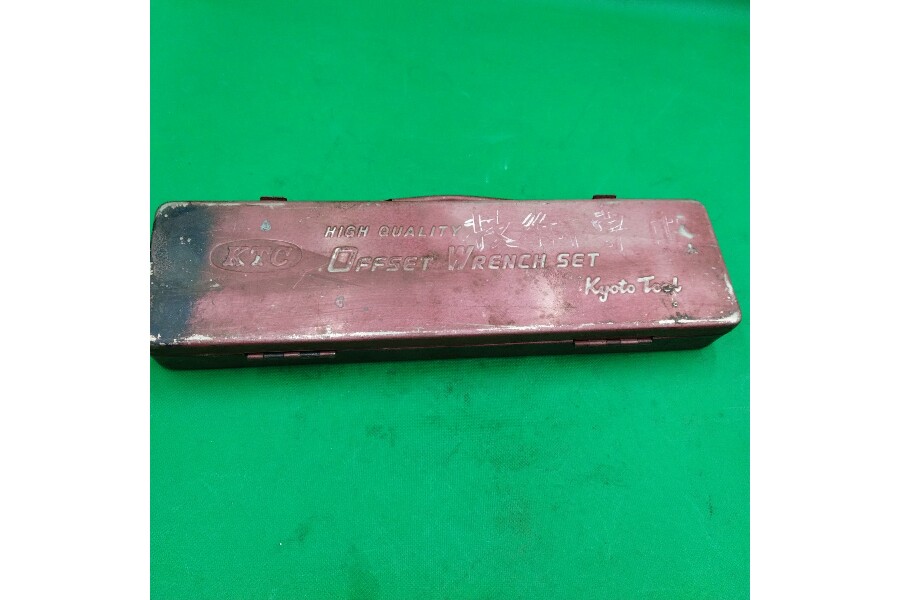 HIGH QUALITY
KTC
OFFSET WRENCH SET
Kyoto Tool